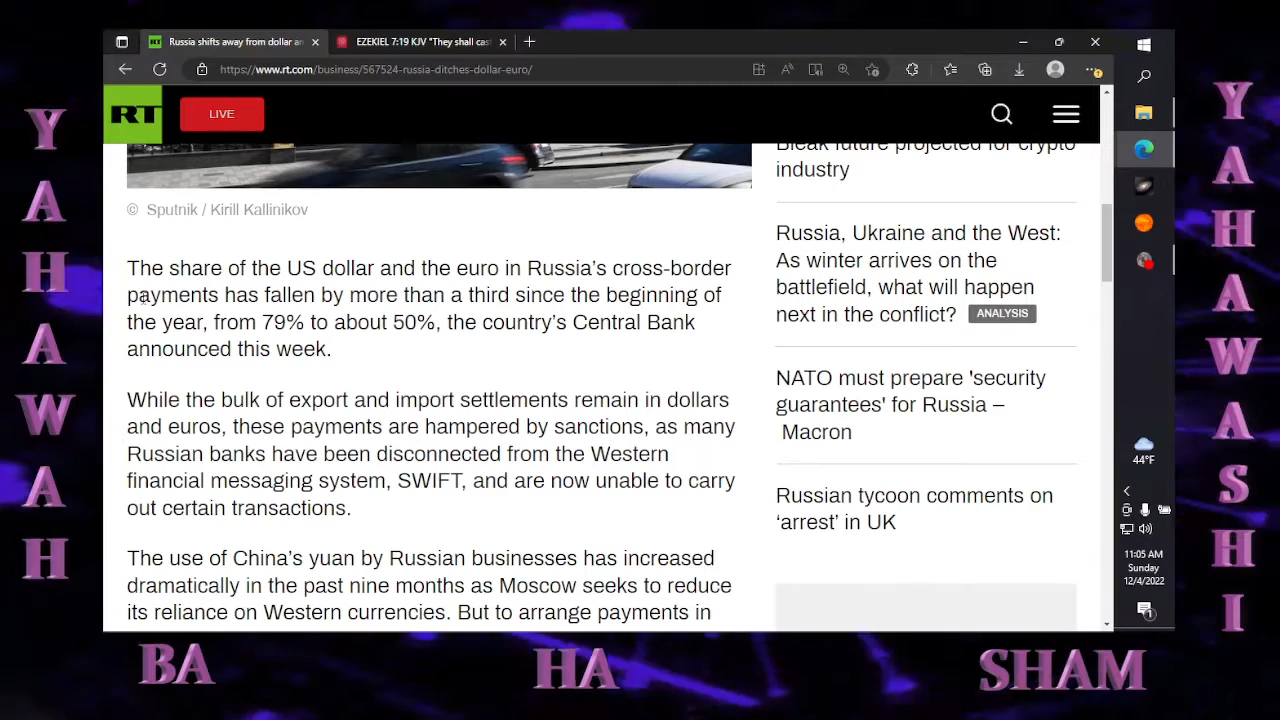 Russia shifts away from dollar an
EZEKIEL 7:19 KJV "They shall cas
https://www.rt.com/business/567524-russia-ditches-dollar-euro/
RT
LIVE
Bleak future projected for crypto
industry
© Sputnik / Kirill Kallinikov
The share of the US dollar and the euro in Russia’s cross-border
payments has fallen by more than a third since the beginning of
the year, from 79% to about 50%, the country’s Central Bank
announced this week.
While the bulk of export and import settlements remain in dollars
and euros, these payments are hampered by sanctions, as many
Russian banks have been disconnected from the Western
financial messaging system, SWIFT, and are now unable to carry
out certain transactions.
The use of China’s yuan by Russian businesses has increased
dramatically in the past nine months as Moscow seeks to reduce
its reliance on Western currencies. But to arrange payments in
Russia, Ukraine and the West:
As winter arrives on the
battlefield, what will happen
next in the conflict? ANALYSIS
NATO must prepare 'security
guarantees' for Russia –
Macron
Russian tycoon comments on
‘arrest’ in UK
44°F
11:05 AM
Sunday
12/4/2022
1
YAHAWAH
YAHAWASHI
BA HA SHAM